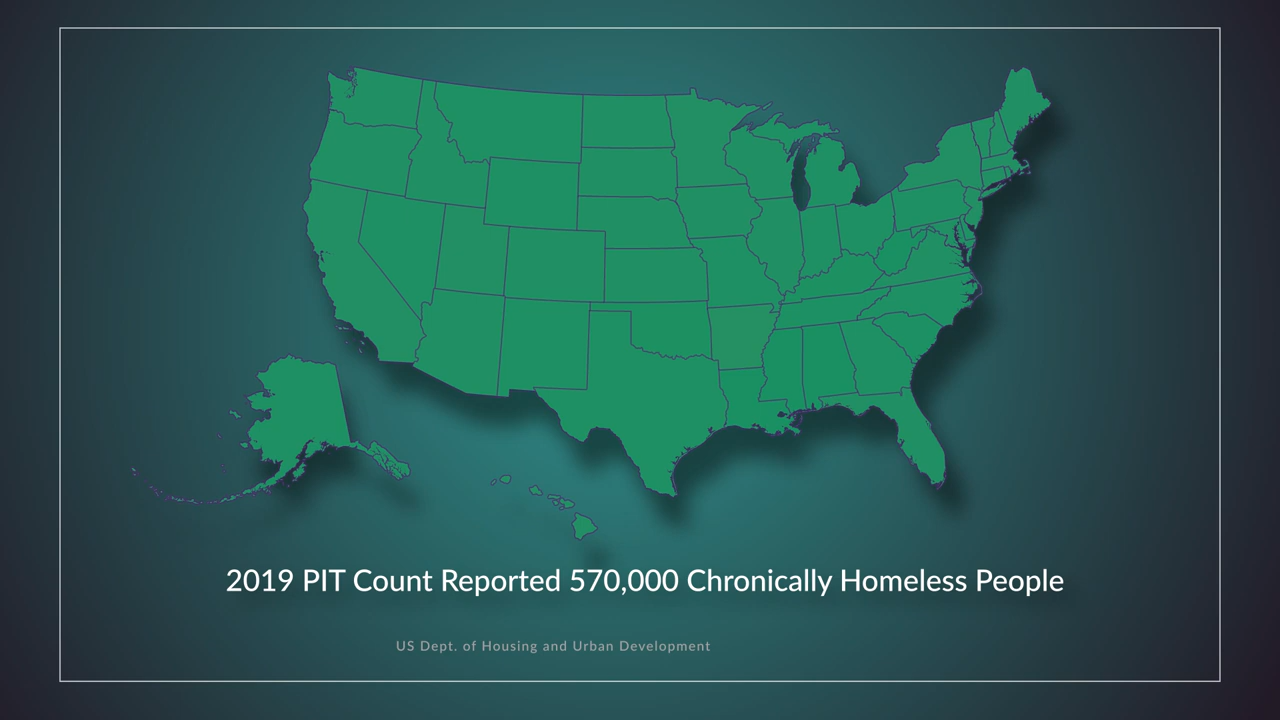 2019 PIT Count Reported 570,000 Chronically Homeless People
US Dept. of Housing and Urban Development